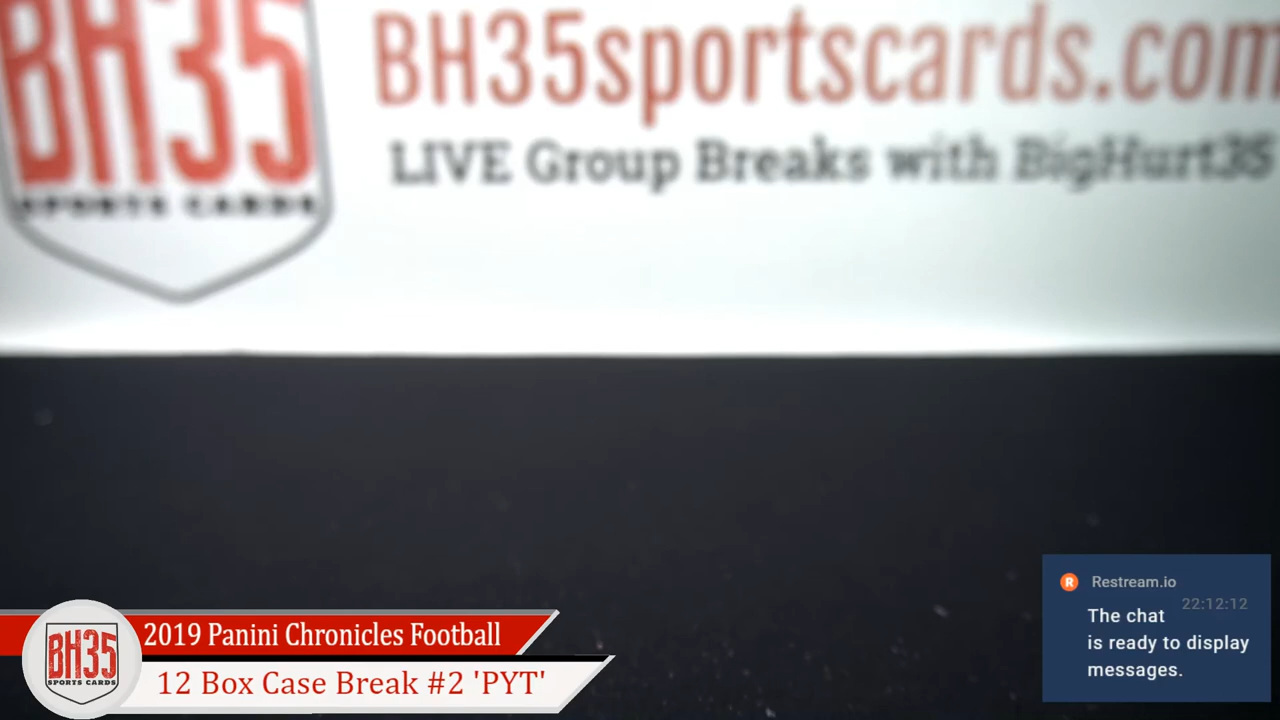 BH35
SPORTS CARDS
BH35sportscards.com
LIVE Group Breaks with BigHurt35
Restream.io
22:12:12
The chat
is ready to display
messages.
2019 Panini Chronicles Football
12 Box Case Break #2 'PYT'
BH35
SPORTS CARDS